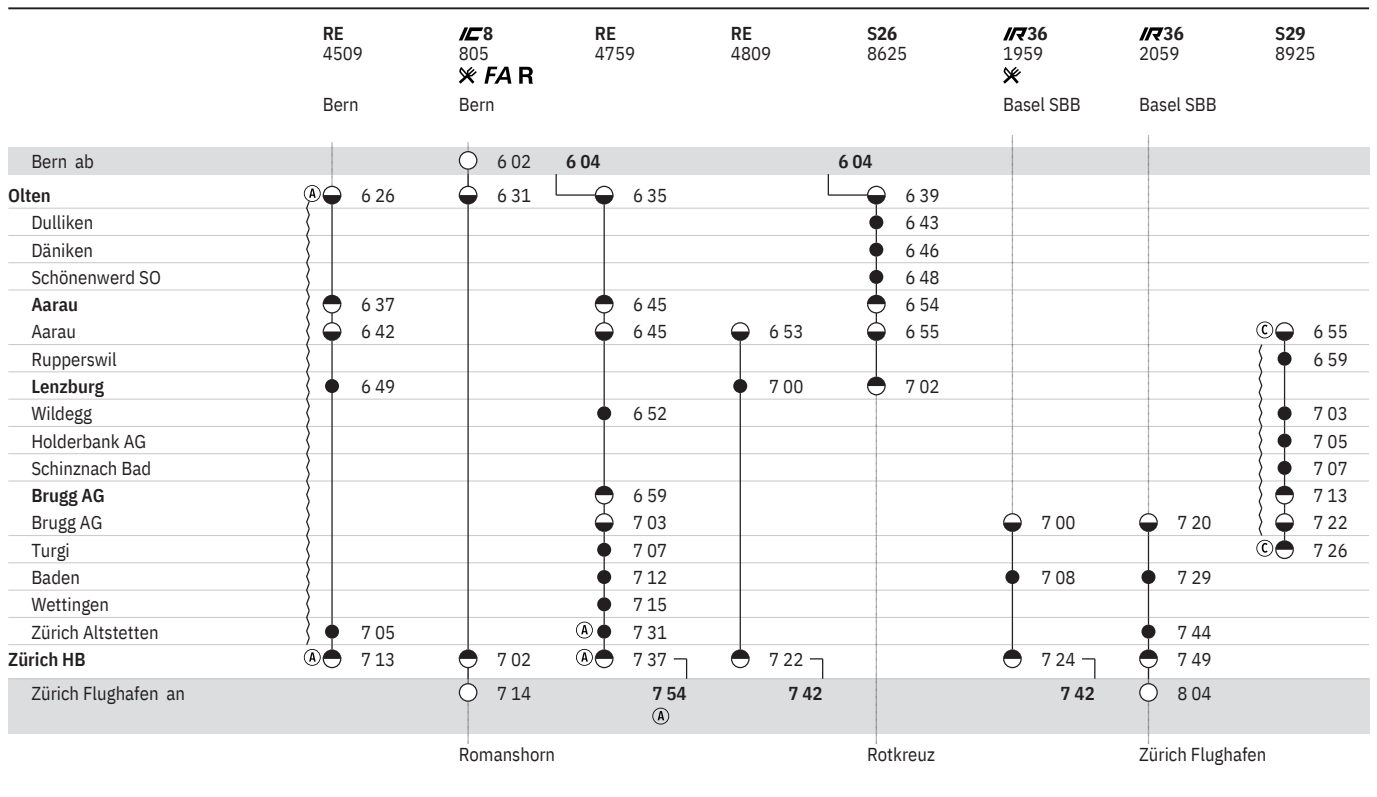 RE IC8 RE RE S26 IR36 IR36 S29
4509 805 4759 4809 8625 1959 2059 8925
FA R
Bern Bern Basel SBB Basel SBB
Bern ab 6 02 6 04 6 04
Olten A 6 26 6 31 6 35 6 39
Dulliken 6 43
Däniken 6 46
Schönenwerd SO 6 48
Aarau 6 37 6 45 6 54
Aarau 6 42 6 45 6 53 6 55 C 6 55
Rupperswil 6 59
Lenzburg 6 49 7 00 7 02
Wildegg 6 52 7 03
Holderbank AG 7 05
Schinznach Bad 7 07
Brugg AG 6 59 7 13
Brugg AG 7 03 7 00 7 20 7 22
Turgi 7 07 C 7 26
Baden 7 12 7 08 7 29
Wettingen 7 15
Zürich Altstetten 7 05 A 7 31 7 44
Zürich HB A 7 13 7 02 A 7 37 7 22 7 24 7 49
Zürich Flughafen an 7 14 7 54 7 42 7 42 8 04
A
Romanshorn Rotkreuz Zürich Flughafen